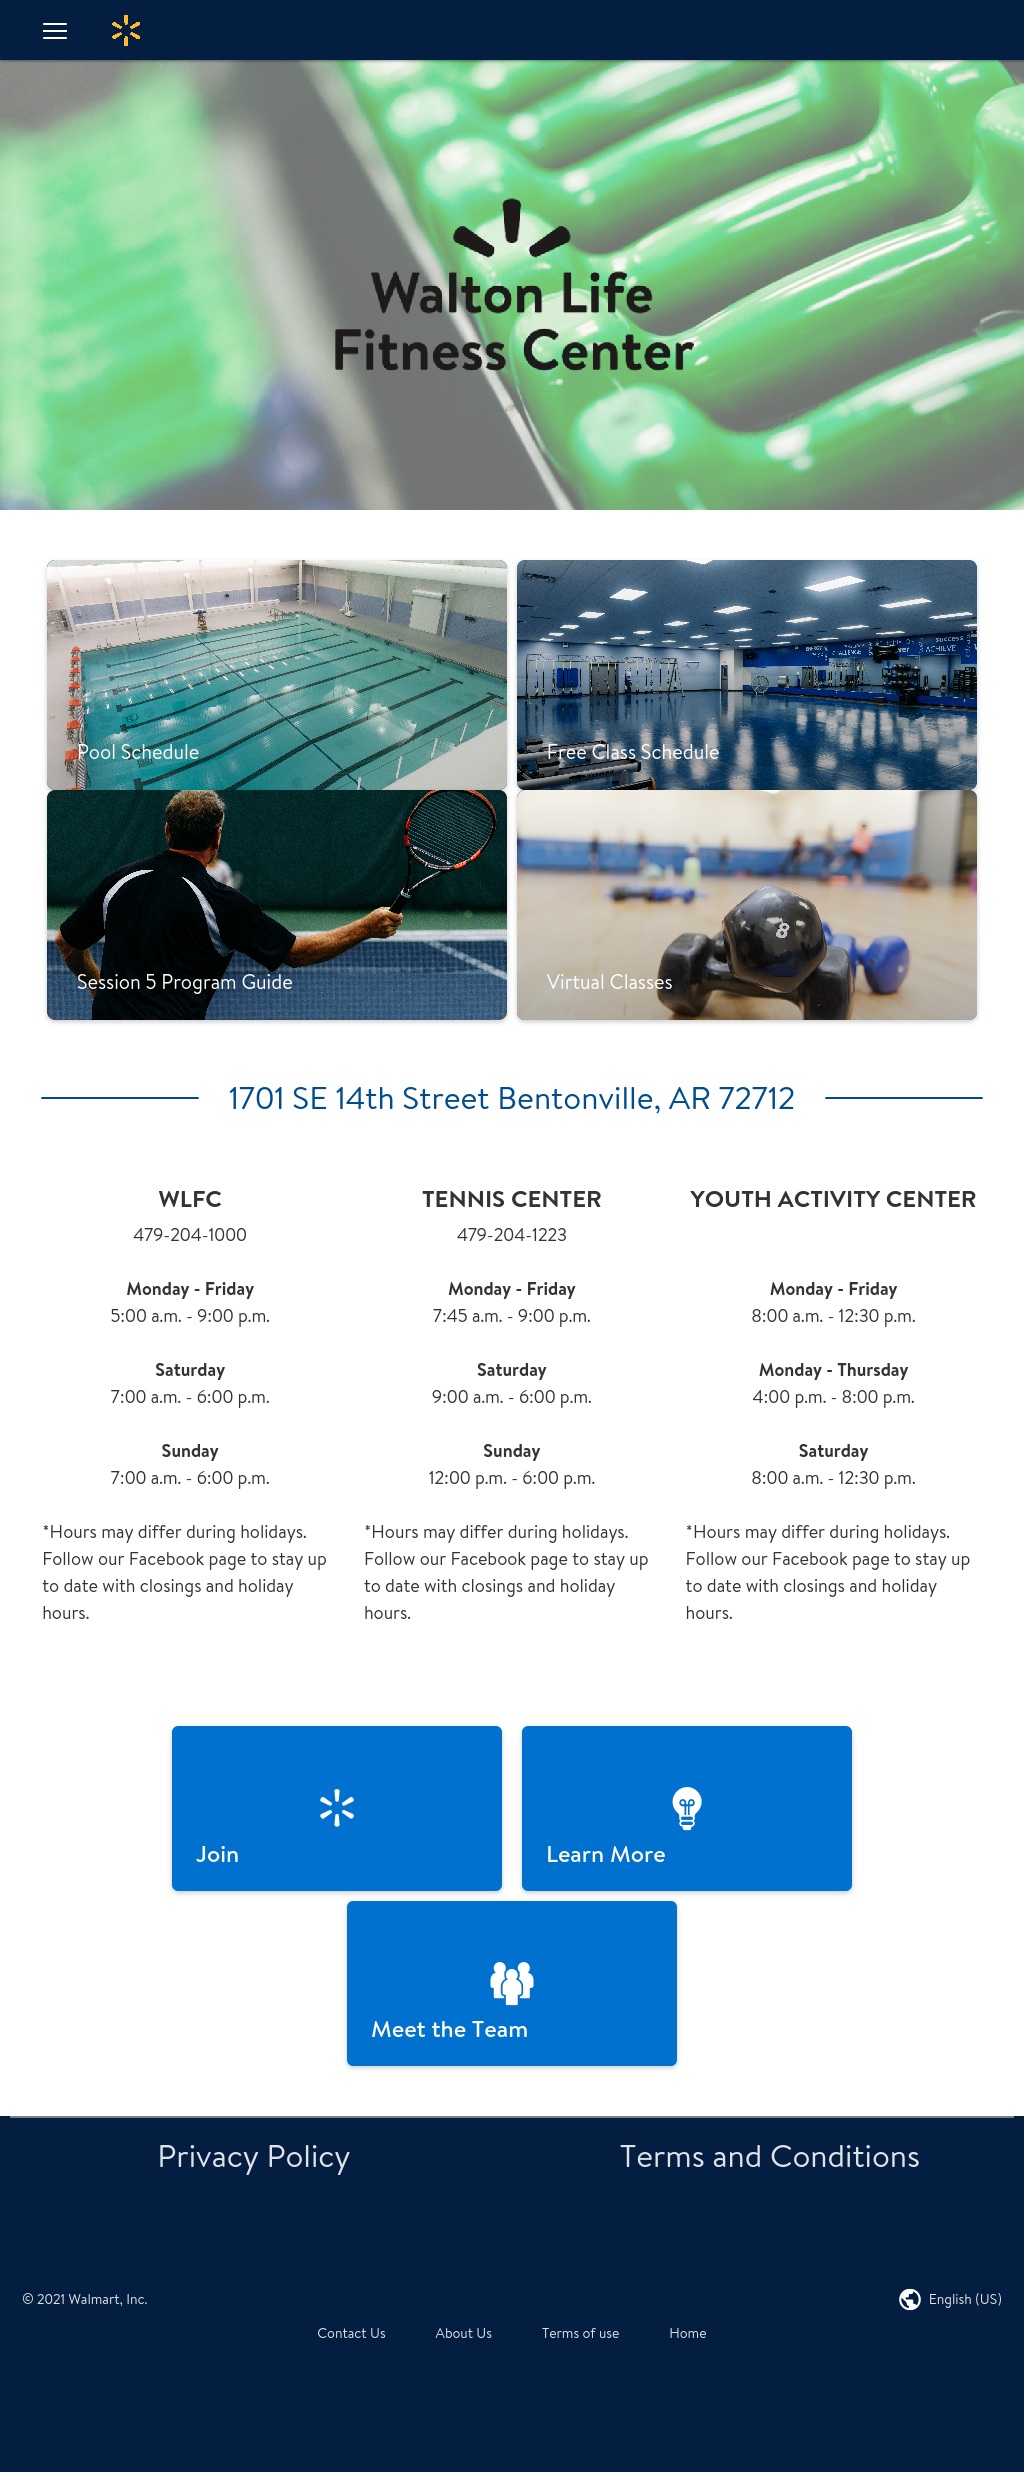 Walton Life
Fitness Center
success
CHALLENGE
ACHIEVE
Pool Schedule
Free Class Schedule
8
Session 5 Program Guide
Virtual Classes
1701 SE 14th Street Bentonville, AR 72712
WLFC
TENNIS CENTER
YOUTH ACTIVITY CENTER
479-204-1000
479-204-1223
Monday - Friday
Monday - Friday
Monday - Friday
5:00 a.m. - 9:00 p.m.
7:45 a.m. - 9:00 p.m.
8:00 a.m. - 12:30 p.m.
Saturday
Saturday
Monday - Thursday
7:00 a.m. - 6:00 p.m.
9:00 a.m. - 6:00 p.m.
4:00 p.m. - 8:00 p.m.
Sunday
Sunday
Saturday
7:00 a.m. - 6:00 p.m.
12:00 p.m. - 6:00 p.m.
8:00 a.m. - 12:30 p.m.
*Hours may differ during holidays.
Follow our Facebook page to stay up
to date with closings and holiday
hours.
*Hours may differ during holidays.
Follow our Facebook page to stay up
to date with closings and holiday
hours.
*Hours may differ during holidays.
Follow our Facebook page to stay up
to date with closings and holiday
hours.
Join
Learn More
Meet the Team
Privacy Policy
Terms and Conditions
© 2021 Walmart, Inc.
English (US)
Contact Us
About Us
Terms of use
Home